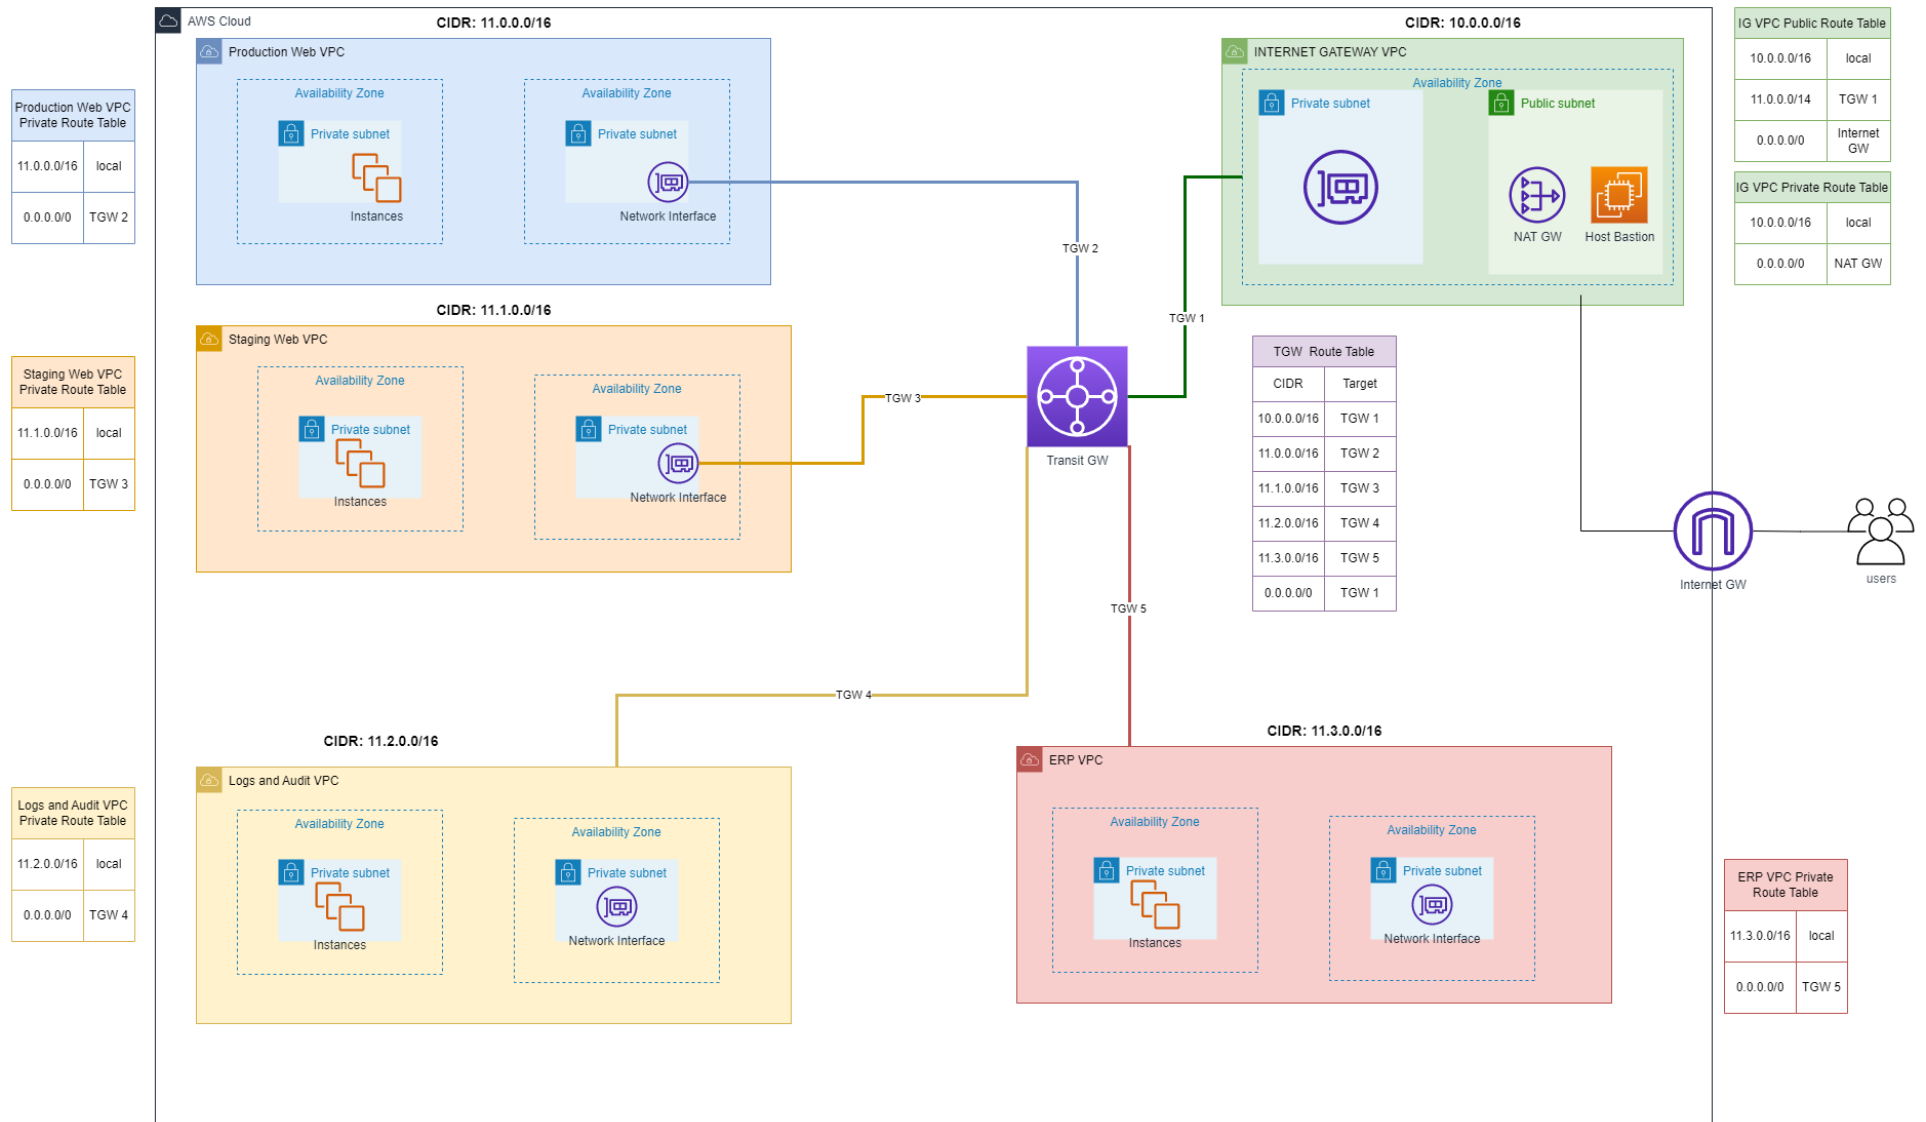 AWS Cloud
CIDR: 11.0.0.0/16
Production Web VPC
Availability Zone
Private subnet
Instances
Availability Zone
Private subnet
Network Interface
Production Web VPC
Private Route Table
11.0.0.0/16 local
0.0.0.0/0 TGW 2
CIDR: 10.0.0.0/16
INTERNET GATEWAY VPC
Availability Zone
Private subnet
Public subnet
NAT GW
Host Bastion
IG VPC Public Route Table
10.0.0.0/16 local
11.0.0.0/14 TGW 1
0.0.0.0/0 Internet
GW
IG VPC Private Route Table
10.0.0.0/16 local
0.0.0.0/0 NAT GW
TGW 2
TGW 1
CIDR: 11.1.0.0/16
Staging Web VPC
Availability Zone
Private subnet
Instances
Availability Zone
Private subnet
Network Interface
Staging Web VPC
Private Route Table
11.1.0.0/16 local
0.0.0.0/0 TGW 3
TGW 3
Transit GW
TGW Route Table
CIDR Target
10.0.0.0/16 TGW 1
11.0.0.0/16 TGW 2
11.1.0.0/16 TGW 3
11.2.0.0/16 TGW 4
11.3.0.0/16 TGW 5
0.0.0.0/0 TGW 1
Internet GW
users
TGW 5
TGW 4
CIDR: 11.2.0.0/16
Logs and Audit VPC
Availability Zone
Private subnet
Instances
Availability Zone
Private subnet
Network Interface
Logs and Audit VPC
Private Route Table
11.2.0.0/16 local
0.0.0.0/0 TGW 4
CIDR: 11.3.0.0/16
ERP VPC
Availability Zone
Private subnet
Instances
Availability Zone
Private subnet
Network Interface
ERP VPC Private
Route Table
11.3.0.0/16 local
0.0.0.0/0 TGW 5